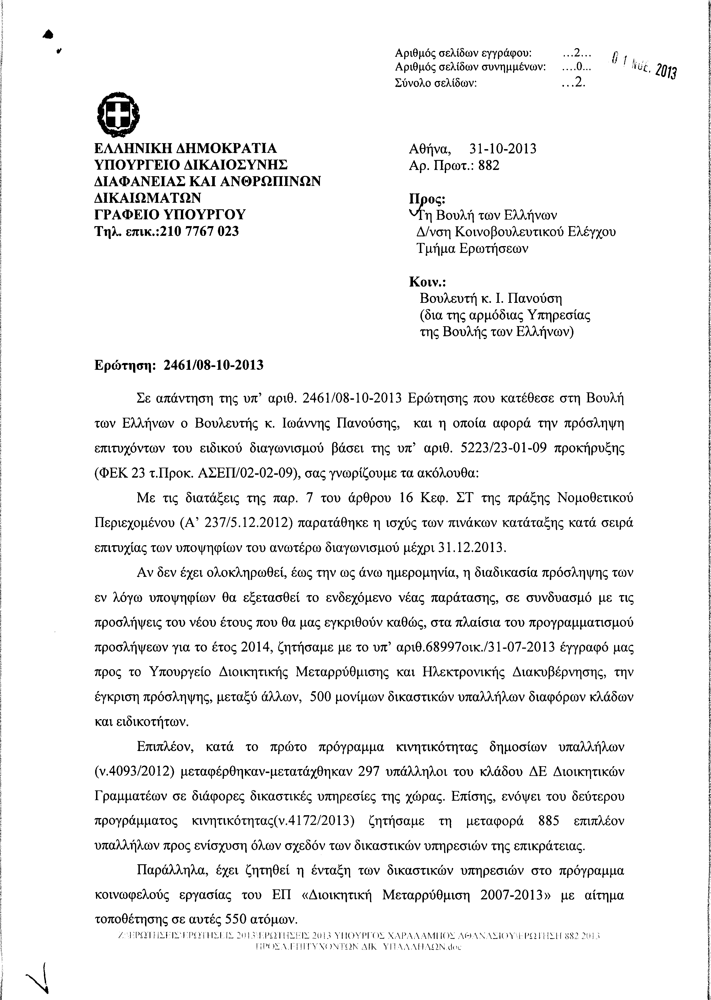 Αριθμός σελίδων εγγράφου: ...2...
Αριθμός σελίδων συνημμένων: ....0...
Σύνολο σελίδων: ...2.
01 ΝΟΕ. 2013
ΕΛΛΗΝΙΚΗ ΔΗΜΟΚΡΑΤΙΑ
ΥΠΟΥΡΓΕΙΟ ΔΙΚΑΙΟΣΥΝΗΣ
ΔΙΑΦΑΝΕΙΑΣ ΚΑΙ ΑΝΘΡΩΠΙΝΩΝ
ΔΙΚΑΙΩΜΑΤΩΝ
ΓΡΑΦΕΙΟ ΥΠΟΥΡΓΟΥ
Τηλ. επικ.:210 7767 023
Αθήνα, 31-10-2013
Αρ. Πρωτ.: 882
Προς:
Τη Βουλή των Ελλήνων
Δ/νση Κοινοβουλευτικού Ελέγχου
Τμήμα Ερωτήσεων
Κοιν.:
Βουλευτή κ. Ι. Πανούση
(δια της αρμόδιας Υπηρεσίας
της Βουλής των Ελλήνων)
Ερώτηση: 2461/08-10-2013
Σε απάντηση της υπ’ αριθ. 2461/08-10-2013 Ερώτησης που κατέθεσε στη Βουλή
των Ελλήνων ο Βουλευτής κ. Ιωάννης Πανούσης, και η οποία αφορά την πρόσληψη
επιτυχόντων του ειδικού διαγωνισμού βάσει της υπ’ αριθ. 5223/23-01-09 προκήρυξης
(ΦΕΚ 23 τ.Προκ. ΑΣΕΠ/02-02-09), σας γνωρίζουμε τα ακόλουθα:
Με τις διατάξεις της παρ. 7 του άρθρου 16 Κεφ. ΣΤ της πράξης Νομοθετικού
Περιεχομένου (Α’ 237/5.12.2012) παρατάθηκε η ισχύς των πινάκων κατάταξης κατά σειρά
επιτυχίας των υποψηφίων του ανωτέρω διαγωνισμού μέχρι 31.12.2013.
Αν δεν έχει ολοκληρωθεί, έως την ως άνω ημερομηνία, η διαδικασία πρόσληψης των
εν λόγω υποψηφίων θα εξετασθεί το ενδεχόμενο νέας παράτασης, σε συνδυασμό με τις
προσλήψεις του νέου έτους που θα μας εγκριθούν καθώς, στα πλαίσια του προγραμματισμού
προσλήψεων για το έτος 2014, ζητήσαμε με το υπ’ αριθ.68997οικ./31-07-2013 έγγραφό μας
προς το Υπουργείο Διοικητικής Μεταρρύθμισης και Ηλεκτρονικής Διακυβέρνησης, την
έγκριση πρόσληψης, μεταξύ άλλων, 500 μονίμων δικαστικών υπαλλήλων διαφόρων κλάδων
και ειδικοτήτων.
Επιπλέον, κατά το πρώτο πρόγραμμα κινητικότητας δημοσίων υπαλλήλων
(ν.4093/2012) μεταφέρθηκαν-μετατάχθηκαν 297 υπάλληλοι του κλάδου ΔΕ Διοικητικών
Γραμματέων σε διάφορες δικαστικές υπηρεσίες της χώρας. Επίσης, ενόψει του δεύτερου
προγράμματος κινητικότητας(ν.4172/2013) ζητήσαμε τη μεταφορά 885 επιπλέον
υπαλλήλων προς ενίσχυση όλων σχεδόν των δικαστικών υπηρεσιών της επικράτειας.
Παράλληλα, έχει ζητηθεί η ένταξη των δικαστικών υπηρεσιών στο πρόγραμμα
κοινωφελούς εργασίας του ΕΠ «Διοικητική Μεταρρύθμιση 2007-2013» με αίτημα
τοποθέτησης σε αυτές 550 ατόμων.
Ζ:\ΕΡΩΤΗΣΕΙΣ\ΕΡΩΤΗΣΕΙΣ 2013\ΕΡΩΤΗΣΕΙΣ 2013 ΥΠΟΥΡΓΟΣ ΧΑΡΑΛΑΜΠΟΣ ΑΘΑΝΑΣΙΟΥ\ΕΡΩΤΗΣΗ 882 2013
ΠΡΟΣΛ.ΕΠΙΤΥΧΟΝΤΩΝ ΔΙΚ ΥΠΑΛΛΗΛΩΝ.doc